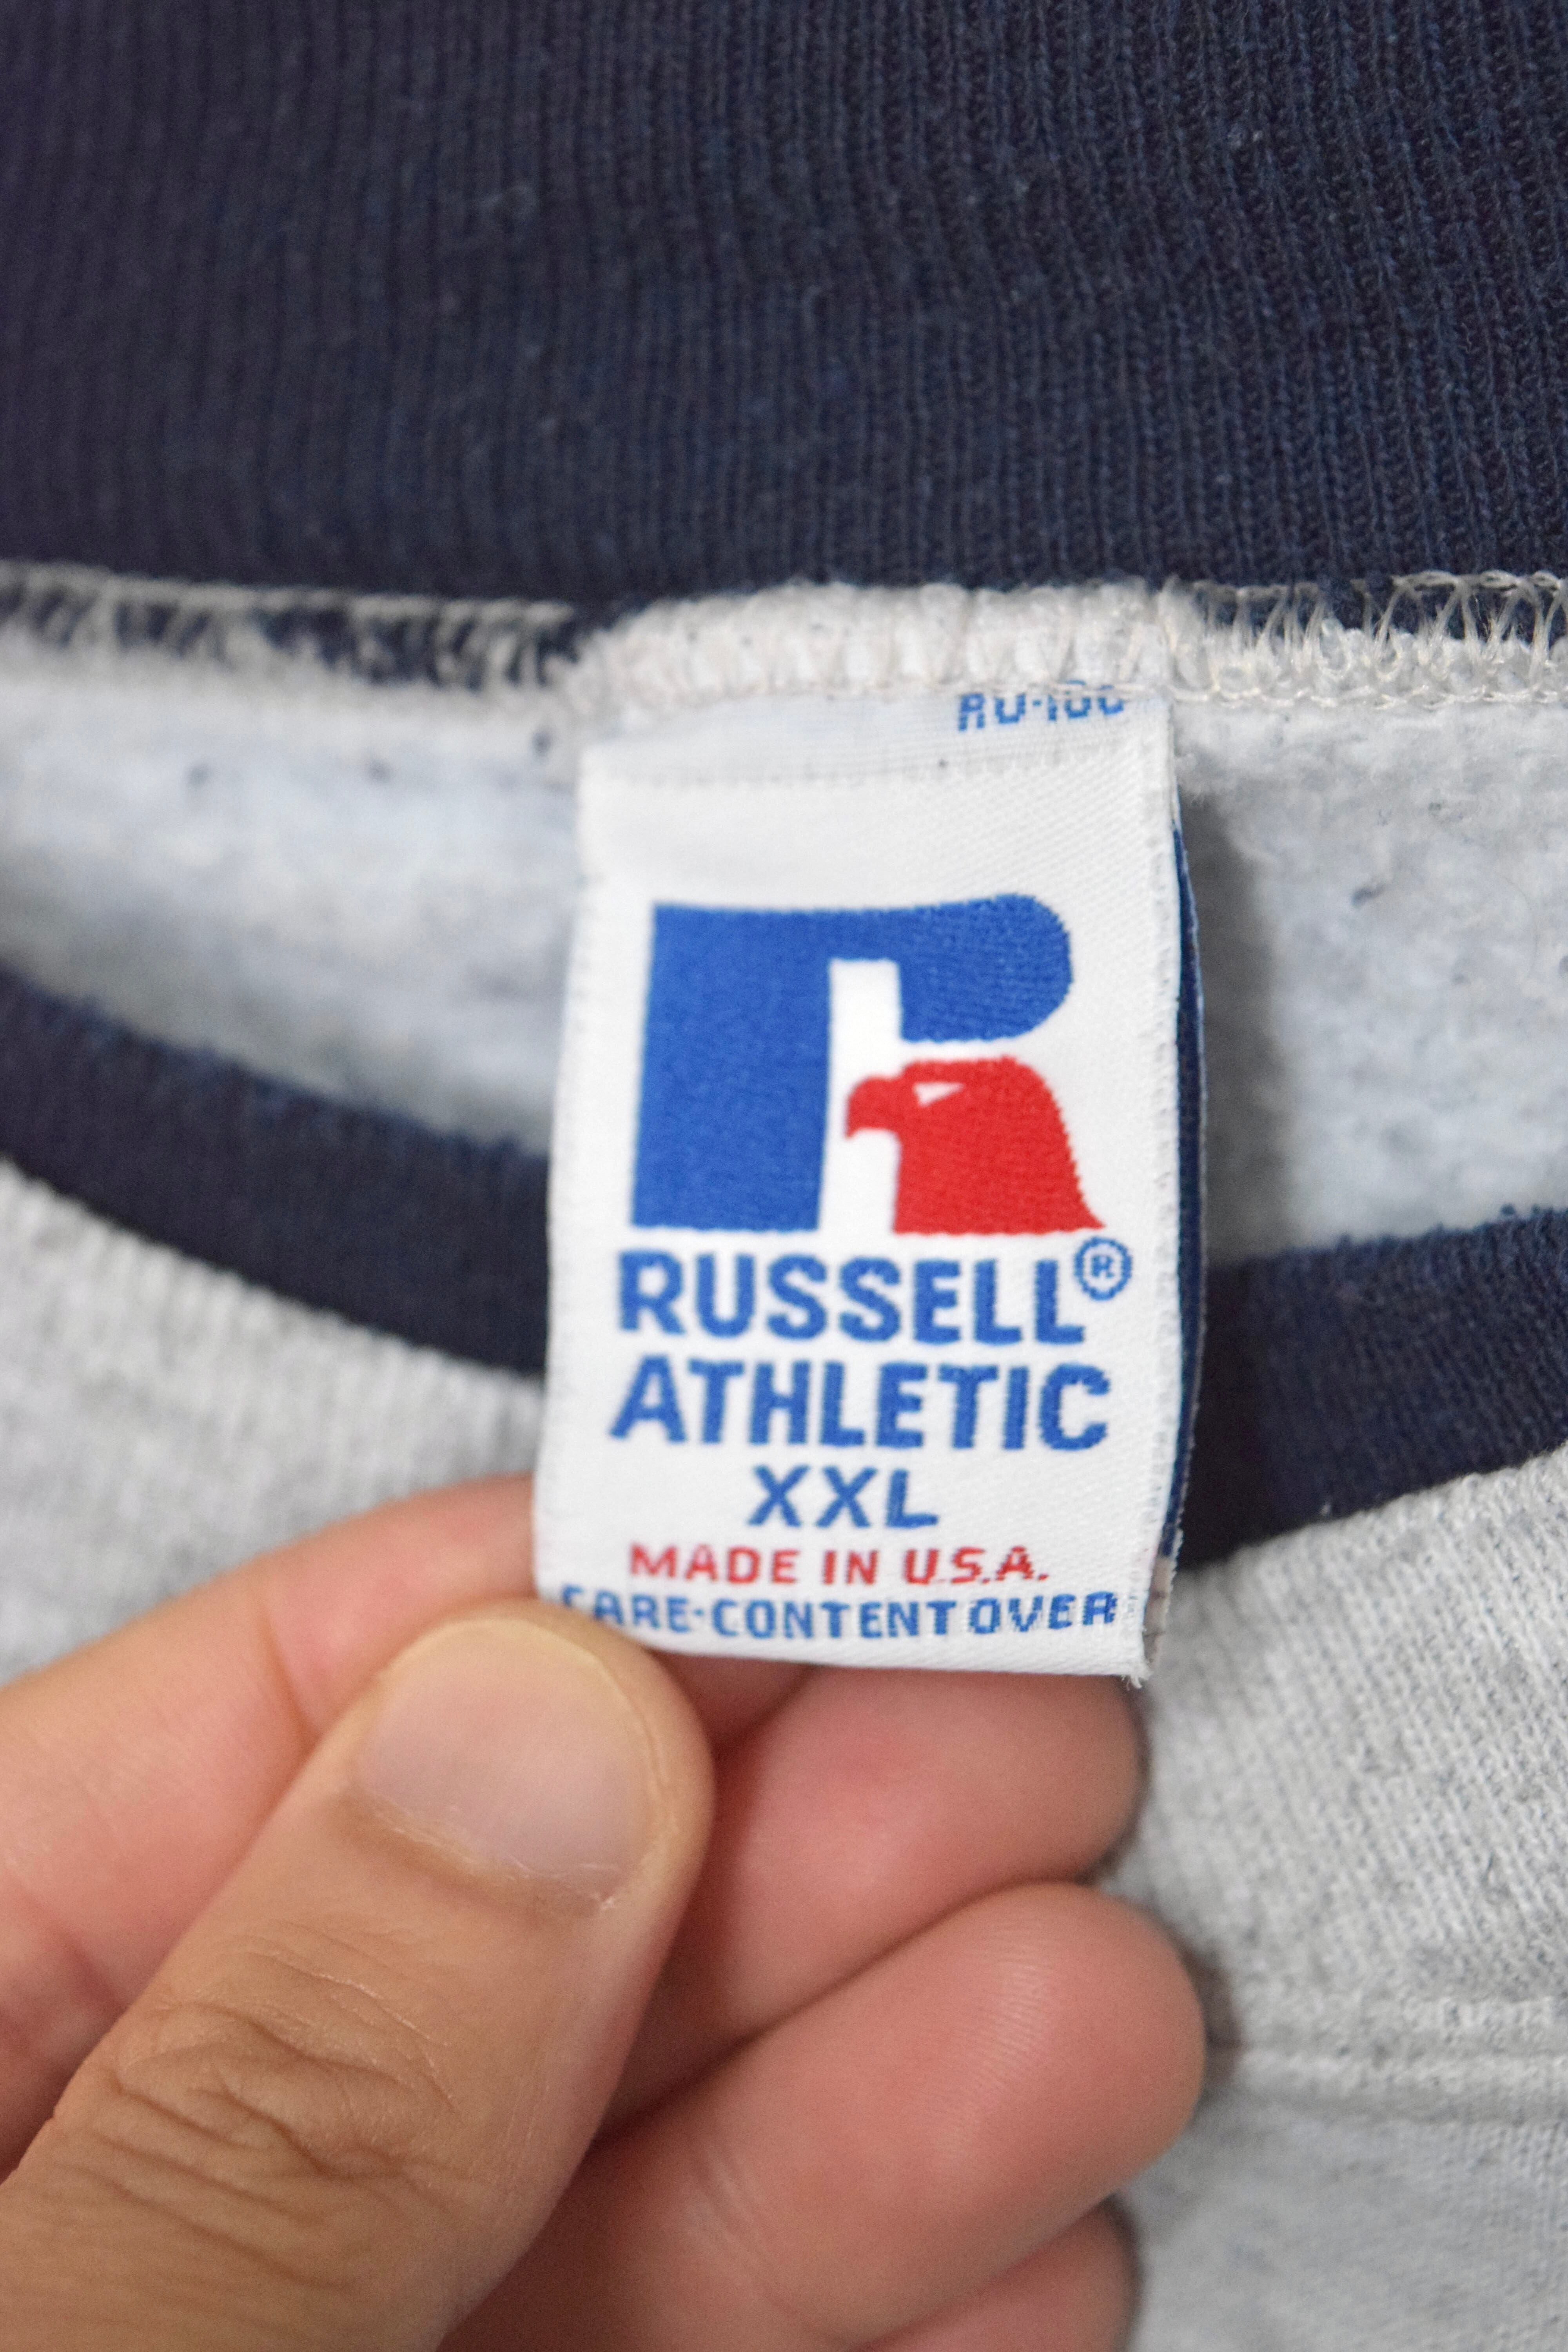 RUSSELL®
ATHLETIC
XXL
MADE IN U.S.A.
CARE-CONTENT OVER